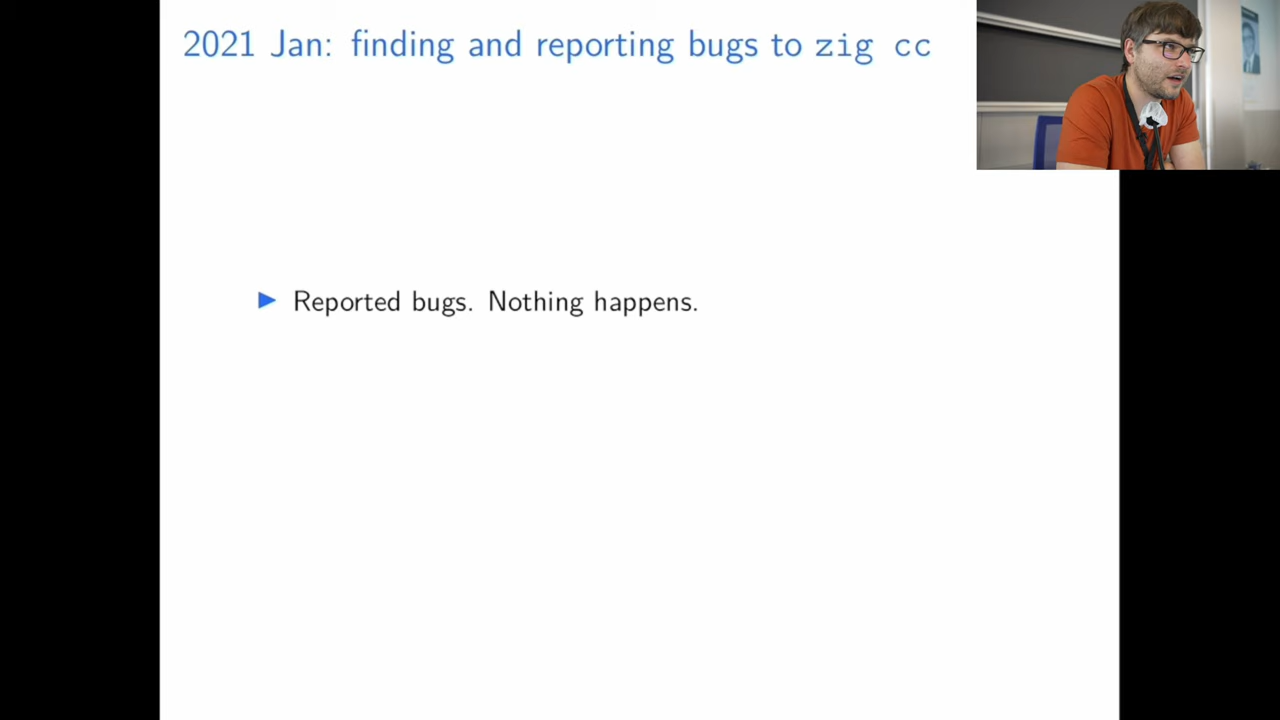 2021 Jan: finding and reporting bugs to zig cc
▶ Reported bugs. Nothing happens.